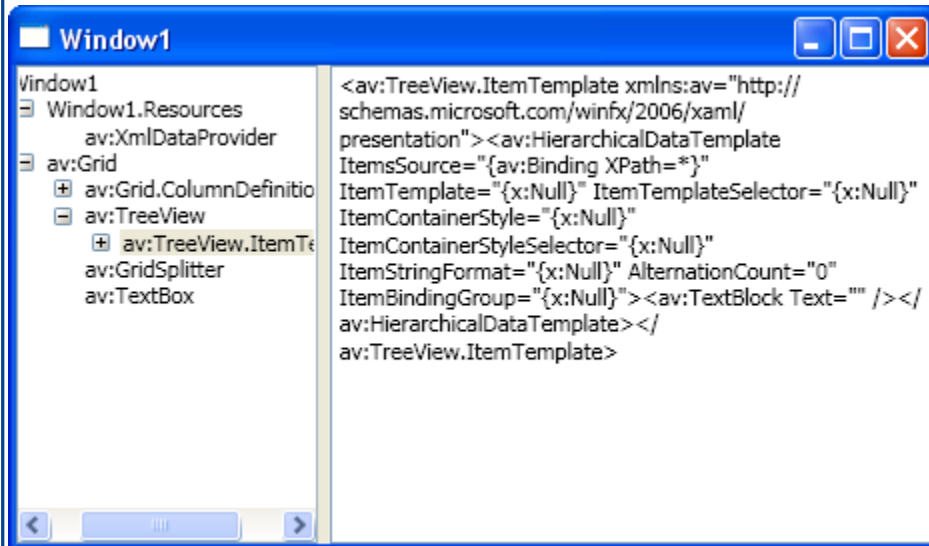 Window1
Window1
Window1.Resources
av:XmlDataProvider
av:Grid
av:Grid.ColumnDefinitio
av:TreeView
av:TreeView.ItemTe
av:GridSplitter
av:TextBox
<av:TreeView.ItemTemplate xmlns:av="http://
schemas.microsoft.com/winfx/2006/xaml/
presentation"><av:HierarchicalDataTemplate
ItemsSource="{av:Binding XPath=*}"
ItemTemplate="{x:Null}" ItemTemplateSelector="{x:Null}"
ItemContainerStyle="{x:Null}"
ItemContainerStyleSelector="{x:Null}"
ItemStringFormat="{x:Null}" AlternationCount="0"
ItemBindingGroup="{x:Null}"><av:TextBlock Text="" /></
av:HierarchicalDataTemplate></
av:TreeView.ItemTemplate>